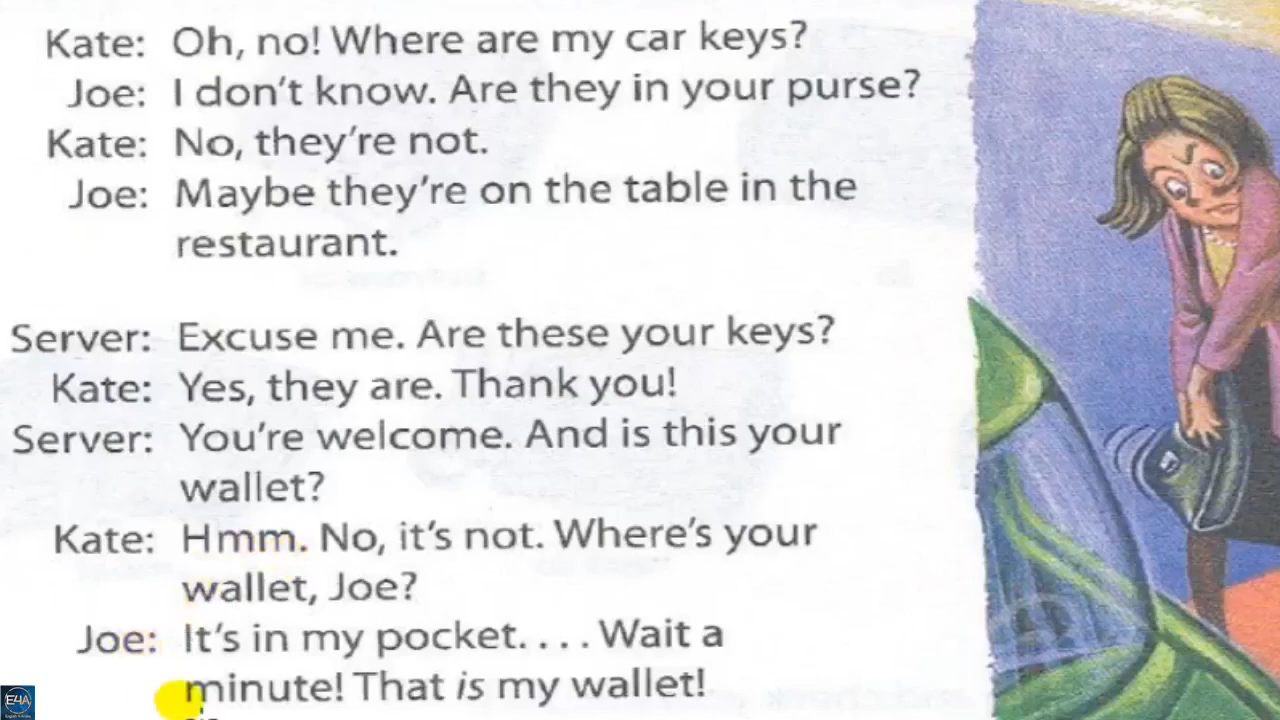 Kate: Oh, no! Where are my car keys?
Joe: I don't know. Are they in your purse?
Kate: No, they're not.
Joe: Maybe they're on the table in the
restaurant.
Server: Excuse me. Are these your keys?
Kate: Yes, they are. Thank you!
Server: You're welcome. And is this your
wallet?
Kate: Hmm. No, it's not. Where's your
wallet, Joe?
Joe: It's in my pocket. . . . Wait a
minute! That is my wallet!
E4A